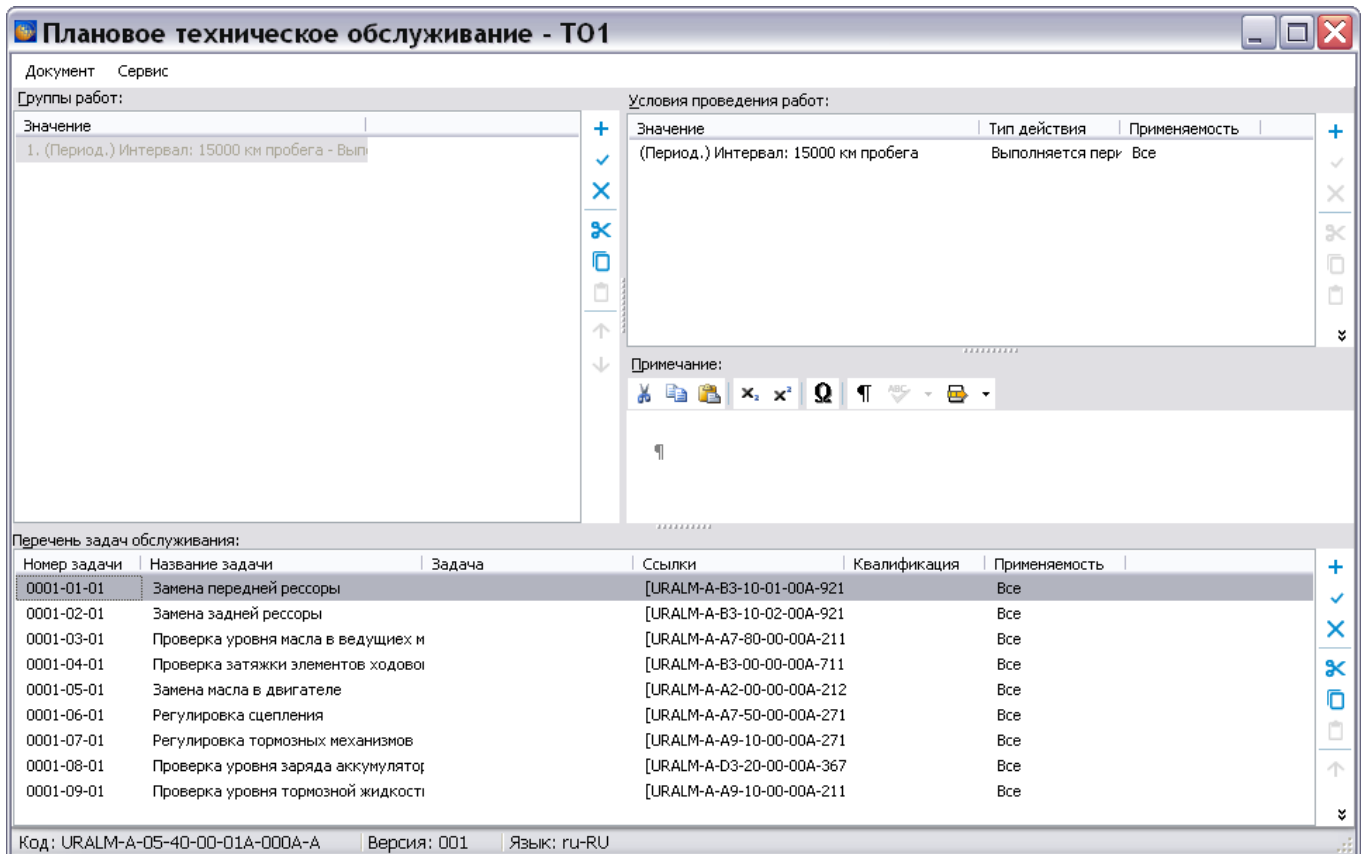 Плановое техническое обслуживание - ТО1
Документ Сервис
Группы работ:
Значение
1. (Период.) Интервал: 15000 км пробега - Вып
Условия проведения работ:
Значение Тип действия Применяемость
(Период.) Интервал: 15000 км пробега Выполняется пери Все
Примечание:
ABC
¶
Перечень задач обслуживания:
Номер задачи Название задачи Задача Ссылки Квалификация Применяемость
0001-01-01 Замена передней рессоры [URALM-A-B3-10-01-00A-921 Все
0001-02-01 Замена задней рессоры [URALM-A-B3-10-02-00A-921 Все
0001-03-01 Проверка уровня масла в ведущиех м [URALM-A-A7-80-00-00A-211 Все
0001-04-01 Проверка затяжки элементов ходово [URALM-A-B3-00-00-00A-711 Все
0001-05-01 Замена масла в двигателе [URALM-A-A2-00-00-00A-212 Все
0001-06-01 Регулировка сцепления [URALM-A-A7-50-00-00A-271 Все
0001-07-01 Регулировка тормозных механизмов [URALM-A-A9-10-00-00A-271 Все
0001-08-01 Проверка уровня заряда аккумулятор [URALM-A-D3-20-00-00A-367 Все
0001-09-01 Проверка уровня тормозной жидкост [URALM-A-A9-10-00-00A-211 Все
Код: URALM-A-05-40-00-01A-000A-A Версия: 001 Язык: ru-RU